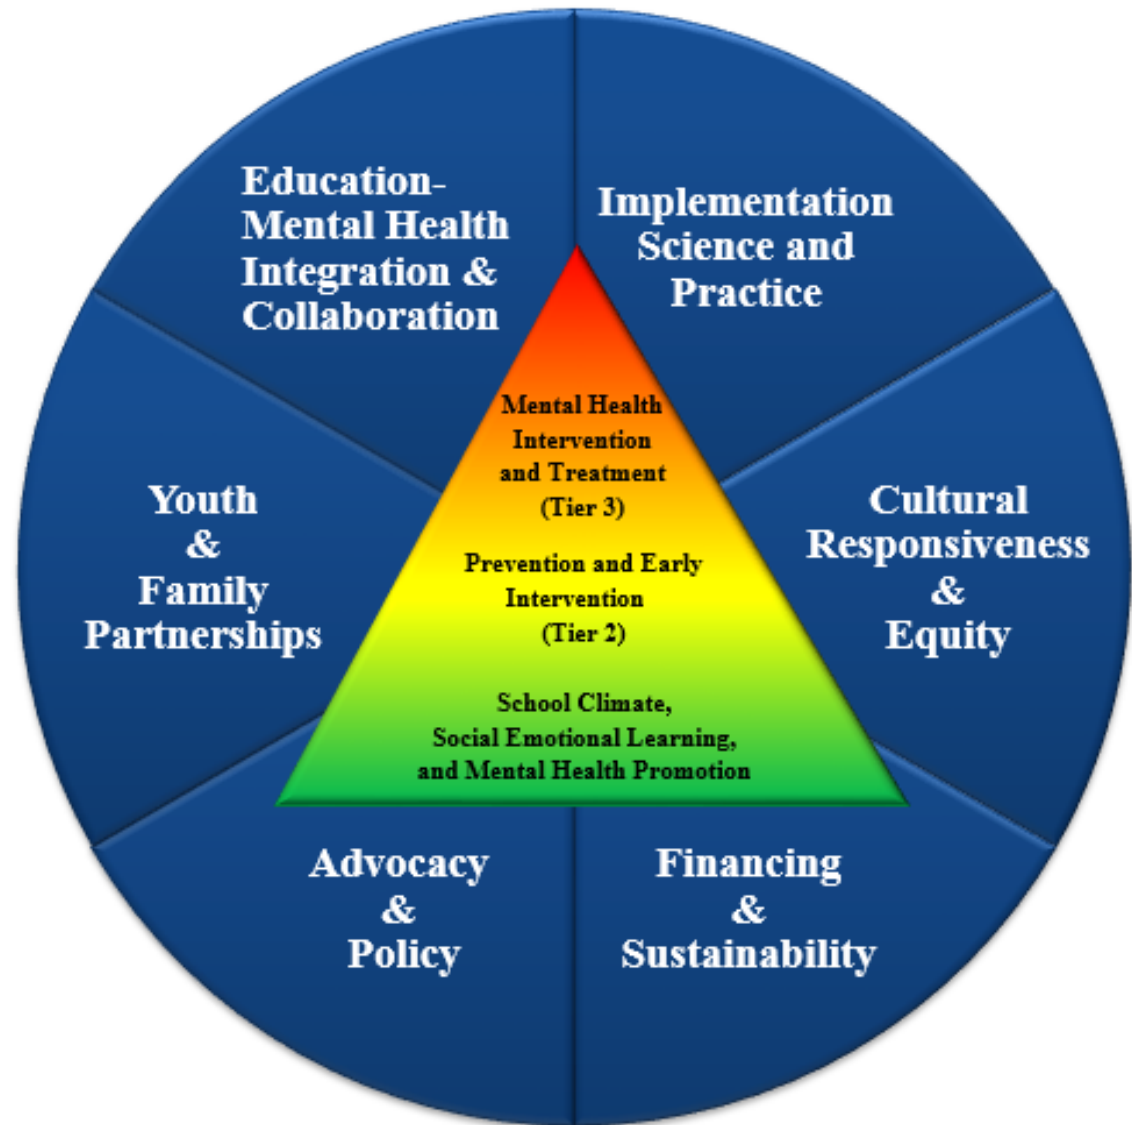 Education-
Mental Health
Integration &
Collaboration
Implementation
Science and
Practice
Youth
&
Family
Partnerships
Mental Health
Intervention
and Treatment
(Tier 3)
Prevention and Early
Intervention
(Tier 2)
School Climate,
Social Emotional Learning,
and Mental Health Promotion
Cultural
Responsiveness
&
Equity
Advocacy
&
Policy
Financing
&
Sustainability